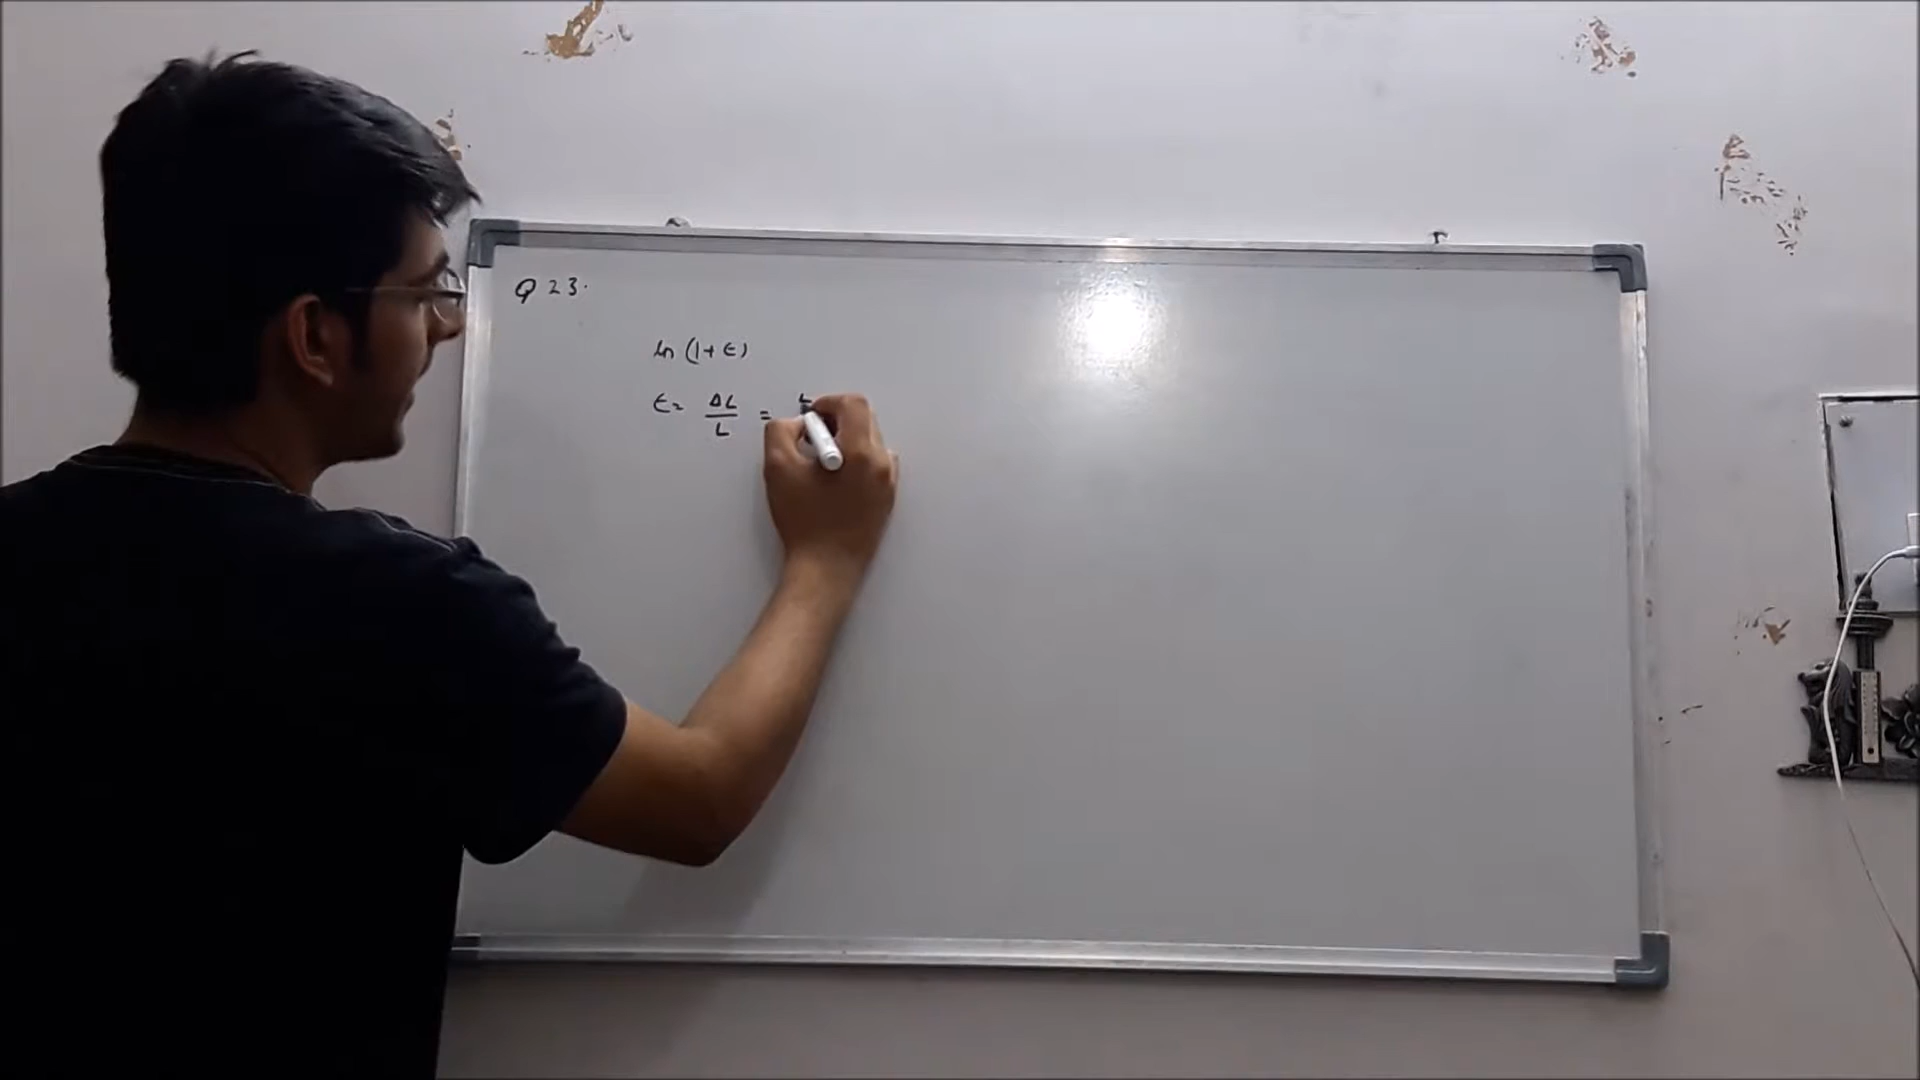 Q 23.
ln (1+ϵ)
ϵ = ΔL/L = L